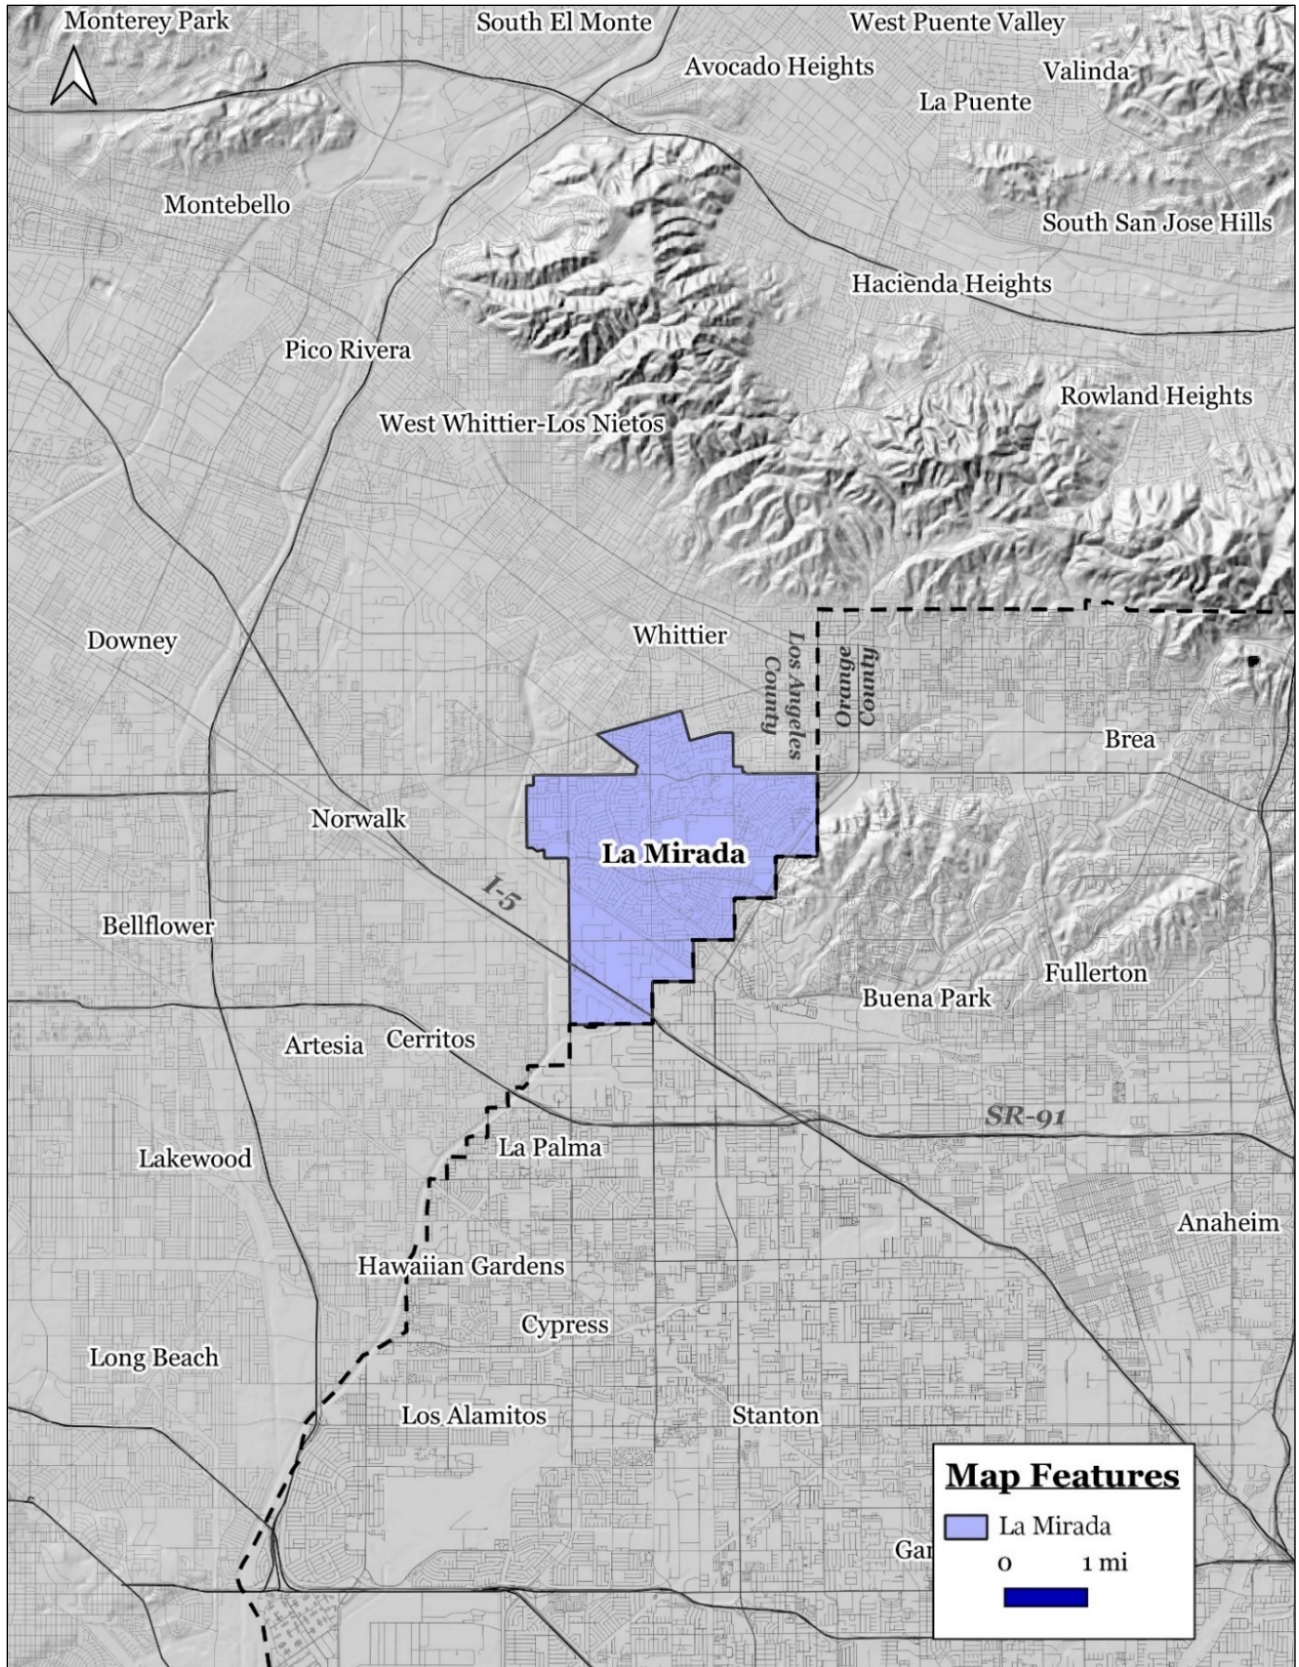 Monterey Park
South El Monte
West Puente Valley
Avocado Heights
Valinda
La Puente
Montebello
South San Jose Hills
Hacienda Heights
Pico Rivera
Rowland Heights
West Whittier-Los Nietos
Downey
Whittier
Los Angeles
County
Orange
County
Brea
Norwalk
La Mirada
I-5
Bellflower
Fullerton
Buena Park
Artesia
Cerritos
SR-91
La Palma
Lakewood
Anaheim
Hawaiian Gardens
Cypress
Long Beach
Los Alamitos
Stanton
Gar
Map Features
La Mirada
0 1 mi